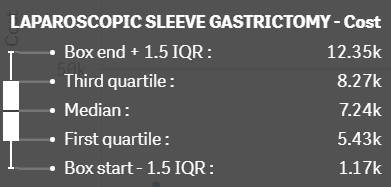 LAPAROSCOPIC SLEEVE GASTRICTOMY - Cost
Box end + 1.5 IQR : 12.35k
Third quartile : 8.27k
Median : 7.24k
First quartile : 5.43k
Box start - 1.5 IQR : 1.17k